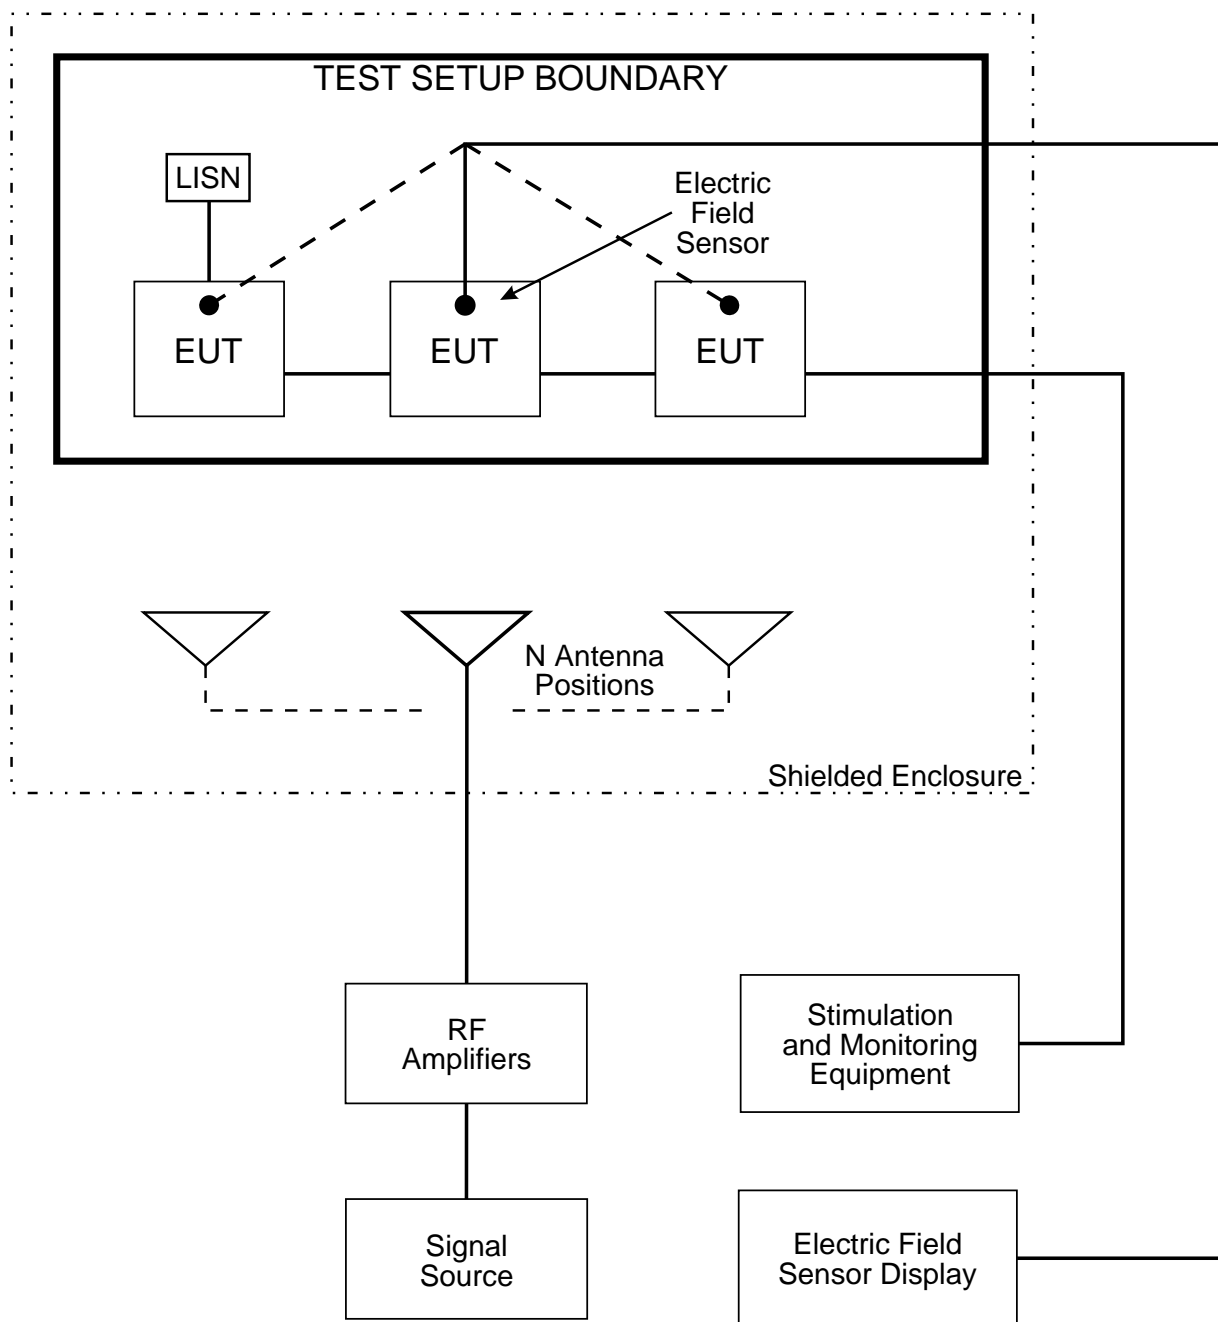 TEST SETUP BOUNDARY
LISN
Electric
Field
Sensor
EUT
EUT
EUT
N Antenna
Positions
Shielded Enclosure
RF
Amplifiers
Stimulation
and Monitoring
Equipment
Signal
Source
Electric Field
Sensor Display